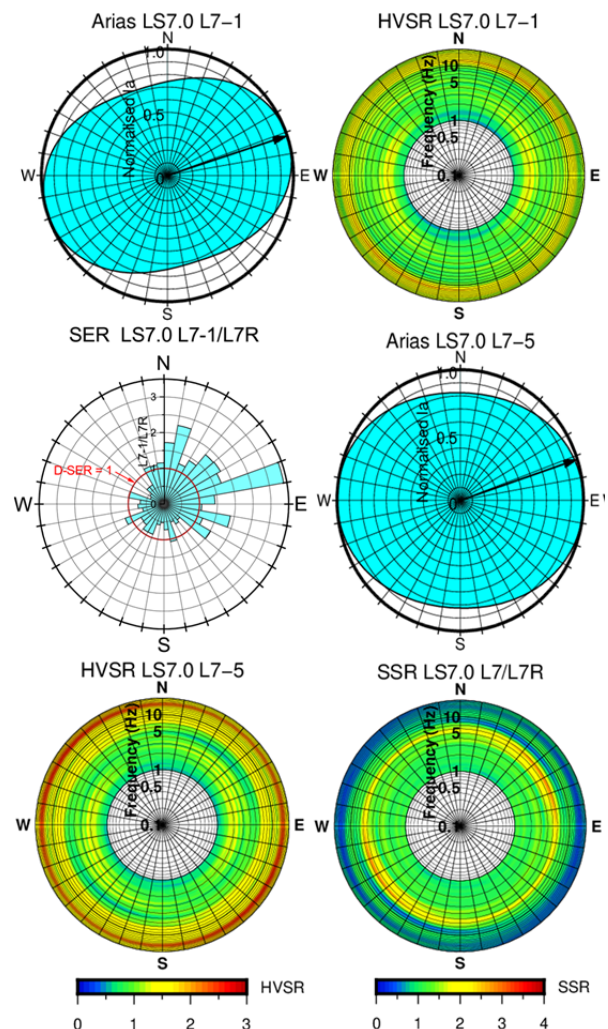 Arias LS7.0 L7-1
N
1.0
0.5
0
Normalised Ia
W
E
S
HVSR LS7.0 L7-1
N
10
5
1
0.5
0.1
Frequency (Hz)
W
E
S
SER LS7.0 L7-1/L7R
N
3
2
1
0
L7-1/L7R
D-SER = 1
W
E
S
Arias LS7.0 L7-5
N
1.0
0.5
0
Normalised Ia
W
E
S
HVSR LS7.0 L7-5
N
10
5
1
0.5
0.1
Frequency (Hz)
W
E
S
SSR LS7.0 L7/L7R
N
10
5
1
0.5
0.1
Frequency (Hz)
W
E
S
HVSR
0 1 2 3
SSR
0 1 2 3 4